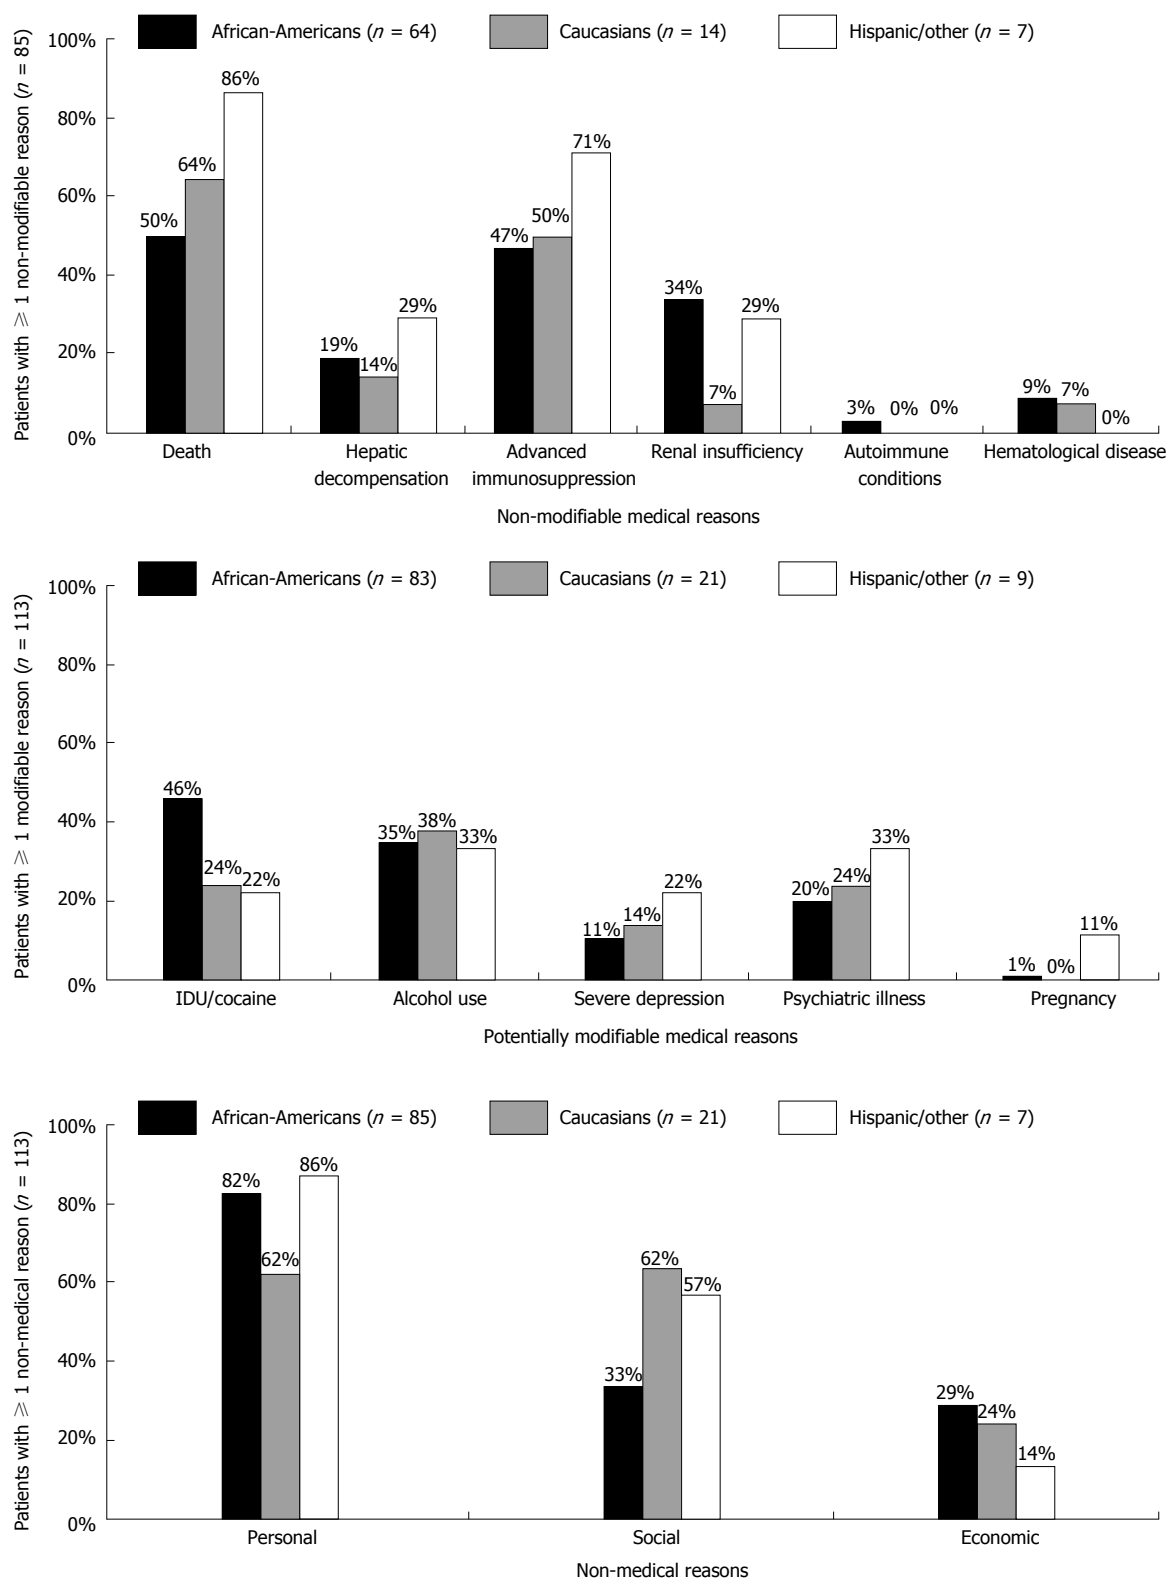 Patients with ≥ 1 non-modifiable reason (n = 85)
African-Americans (n = 64) Caucasians (n = 14) Hispanic/other (n = 7)
100%
80%
60%
40%
20%
0%
50% 64% 86%
19% 14% 29%
47% 50% 71%
34% 7% 29%
3% 0% 0%
9% 7% 0%
Death
Hepatic
decompensation
Advanced
immunosuppression
Renal insufficiency
Autoimmune
conditions
Hematological disease
Non-modifiable medical reasons
Patients with ≥ 1 modifiable reason (n = 113)
African-Americans (n = 83) Caucasians (n = 21) Hispanic/other (n = 9)
100%
80%
60%
40%
20%
0%
46% 24% 22%
35% 38% 33%
11% 14% 22%
20% 24% 33%
1% 0% 11%
IDU/cocaine
Alcohol use
Severe depression
Psychiatric illness
Pregnancy
Potentially modifiable medical reasons
Patients with ≥ 1 non-medical reason (n = 113)
African-Americans (n = 85) Caucasians (n = 21) Hispanic/other (n = 7)
100%
80%
60%
40%
20%
0%
82% 62% 86%
33% 62% 57%
29% 24% 14%
Personal
Social
Economic
Non-medical reasons